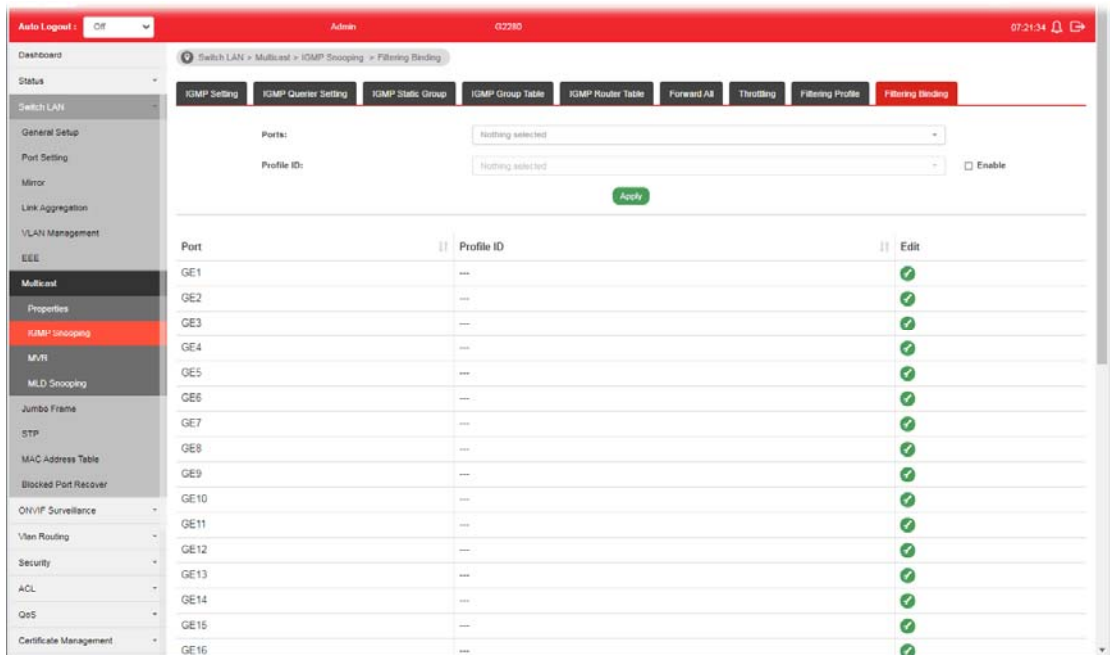 Auto Logout : Off Admin G2280 07:21:34
Dashboard
Status
Switch LAN
General Setup
Port Setting
Mirror
Link Aggregation
VLAN Management
EEE
Multicast
Properties
IGMP Snooping
MVR
MLD Snooping
Jumbo Frame
STP
MAC Address Table
Blocked Port Recover
ONVIF Surveillance
Vlan Routing
Security
ACL
QoS
Certificate Management
Switch LAN > Multicast > IGMP Snooping > Filtering Binding
IGMP Setting IGMP Querier Setting IGMP Static Group IGMP Group Table IGMP Router Table Forward All Throttling Filtering Profile Filtering Binding
Ports: Nothing selected
Profile ID: Nothing selected Enable
Apply
Port Profile ID Edit
GE1 ---
GE2 ---
GE3 ---
GE4 ---
GE5 ---
GE6 ---
GE7 ---
GE8 ---
GE9 ---
GE10 ---
GE11 ---
GE12 ---
GE13 ---
GE14 ---
GE15 ---
GE16 ---